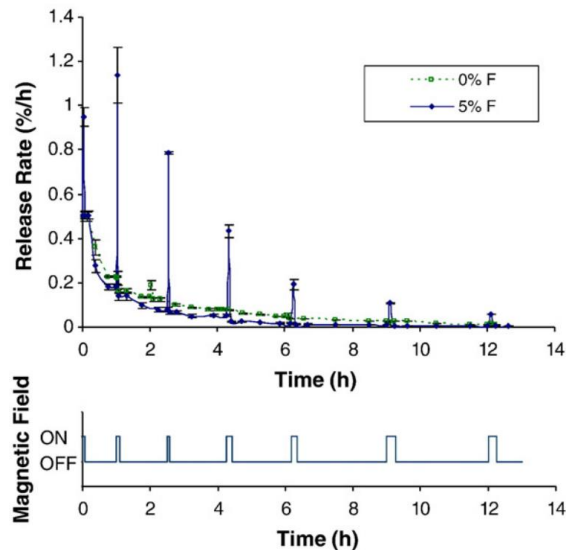 1.4
1.2
1
0.8
0.6
0.4
0.2
0
Release Rate (%/h)
0% F
5% F
0 2 4 6 8 10 12 14
Time (h)
Magnetic Field
ON
OFF
0 2 4 6 8 10 12 14
Time (h)